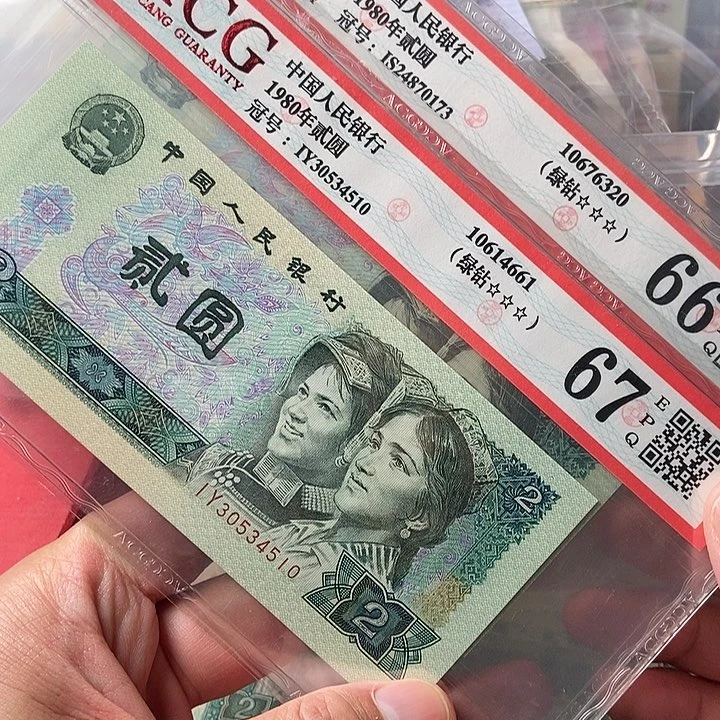 CG
CANG GUARANTY
中国人民银行
1980年贰圆
冠号：IS24870173
10676320
（绿钻☆☆☆）
66
中国人民银行
1980年贰圆
冠号：IY30534510
10614661
（绿钻☆☆☆）
67
EPQ
中国人民银行
贰圆
IY30534510
2
2